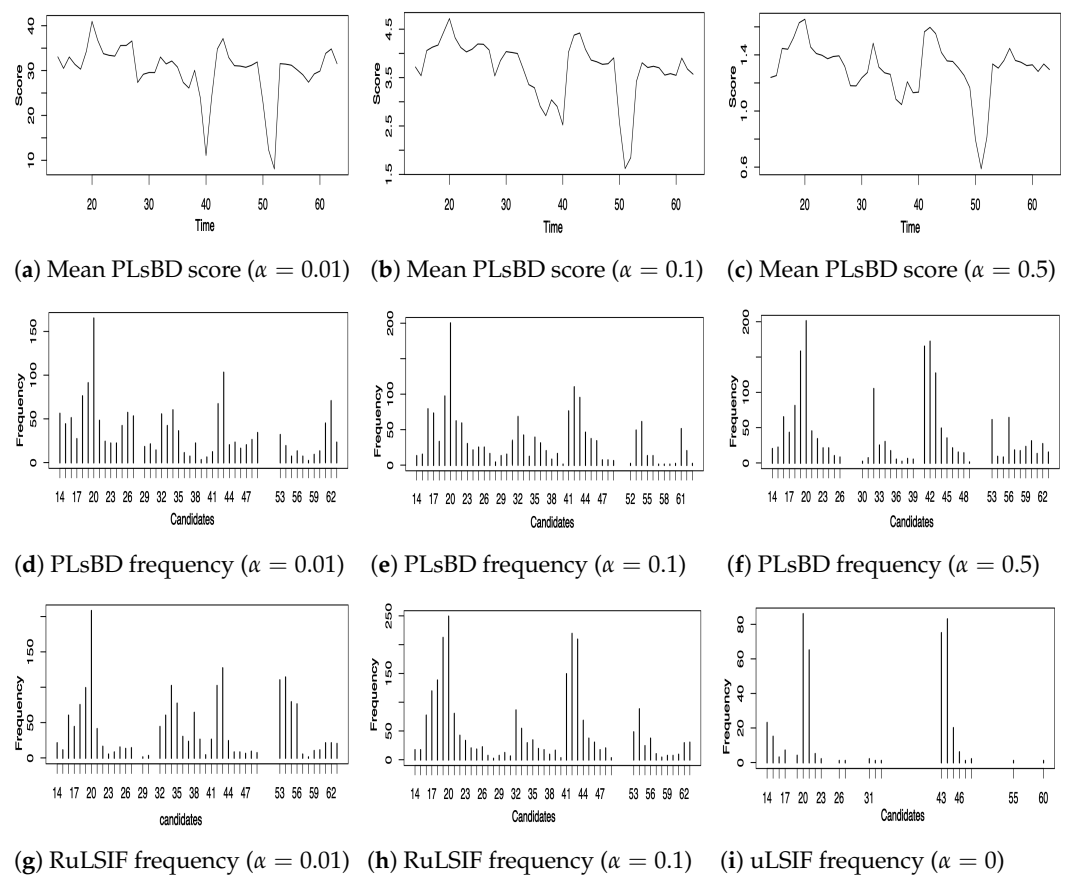 40
30
20
10
Score
20 30 40 50 60
Time
4.5
3.5
2.5
1.5
Score
20 30 40 50 60
Time
1.4
1.0
0.6
Score
20 30 40 50 60
Time
(a) Mean PLsBD score (α = 0.01)
(b) Mean PLsBD score (α = 0.1)
(c) Mean PLsBD score (α = 0.5)
150
100
50
0
Frequency
14 17 20 23 26 29 32 35 38 41 44 47 53 56 59 62
Candidates
200
100
50
0
Frequency
14 17 20 23 26 29 32 35 38 41 44 47 52 55 58 61
Candidates
200
100
50
0
Frequency
14 17 20 23 26 30 33 36 39 42 45 48 53 56 59 62
Candidates
(d) PLsBD frequency (α = 0.01)
(e) PLsBD frequency (α = 0.1)
(f) PLsBD frequency (α = 0.5)
150
50
0
Frequency
14 17 20 23 26 29 32 35 38 41 44 47 53 56 59 62
candidates
250
150
50
0
Frequency
14 17 20 23 26 29 32 35 38 41 44 47 53 56 59 62
Candidates
80
60
40
20
0
Frequency
14 17 20 23 26 31 43 46 55 60
Candidates
(g) RuLSIF frequency (α = 0.01)
(h) RuLSIF frequency (α = 0.1)
(i) uLSIF frequency (α = 0)